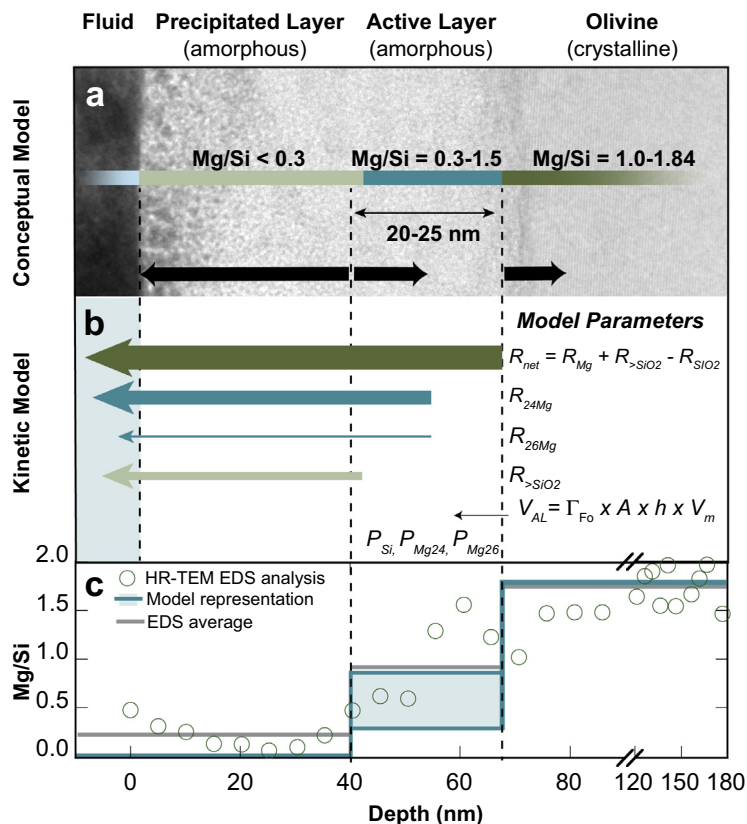 Fluid Precipitated Layer Active Layer Olivine
(amorphous) (amorphous) (crystalline)
a
Conceptual Model
Mg/Si < 0.3 Mg/Si = 0.3-1.5 Mg/Si = 1.0-1.84
20-25 nm
b
Kinetic Model
Model Parameters
R_net = R_Mg + R_>SiO2 - R_SIO2
R_24Mg
R_26Mg
R_>SiO2
V_AL = Γ_Fo x A x h x V_m
P_Si, P_Mg24, P_Mg26
c
HR-TEM EDS analysis
Model representation
EDS average
Mg/Si
2.0
1.5
1.0
0.5
0.0
0 20 40 60 80 120 150 180
Depth (nm)